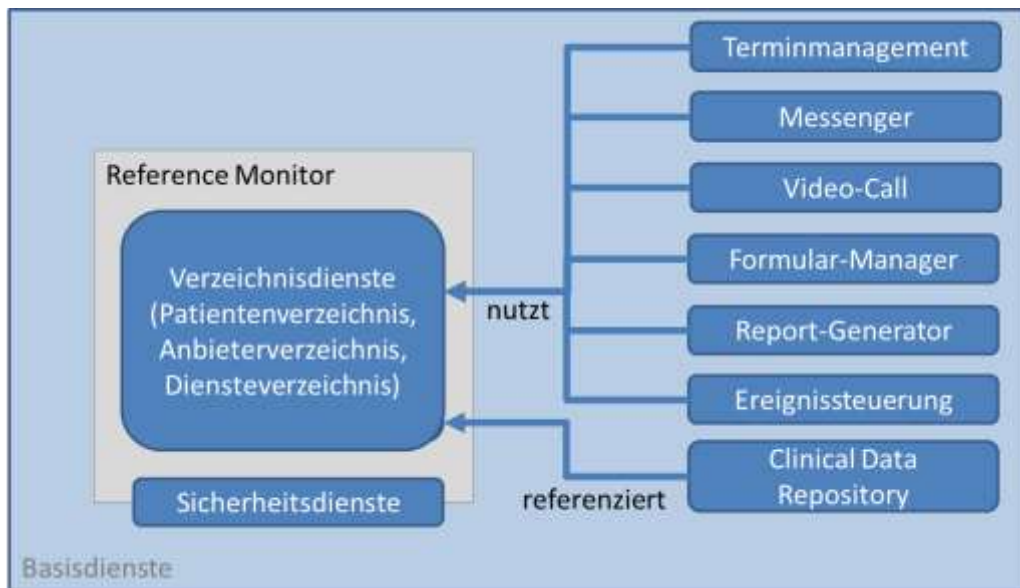 Terminmanagement
Messenger
Video-Call
Formular-Manager
Report-Generator
Ereignissteuerung
Clinical Data
Repository
Reference Monitor
Verzeichnisdienste
(Patientenverzeichnis,
Anbieterverzeichnis,
Diensteverzeichnis)
nutzt
referenziert
Sicherheitsdienste
Basisdienste